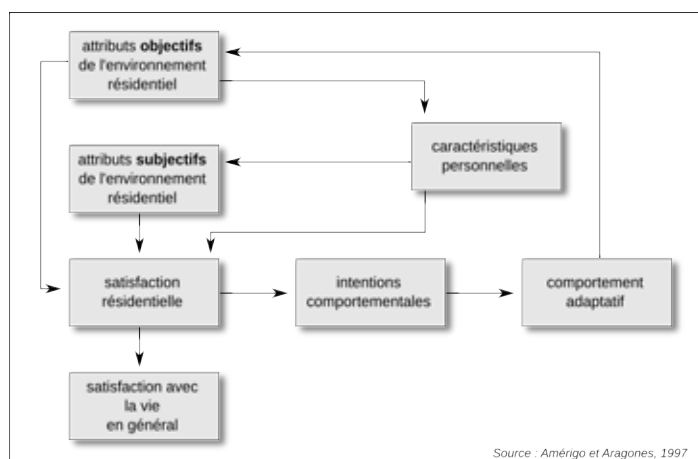 attributs objectifs
de l'environnement
résidentiel
caractéristiques
personnelles
attributs subjectifs
de l'environnement
résidentiel
satisfaction
résidentielle
intentions
comportementales
comportement
adaptatif
satisfaction avec
la vie
en général
Source : Amérigo et Aragones, 1997